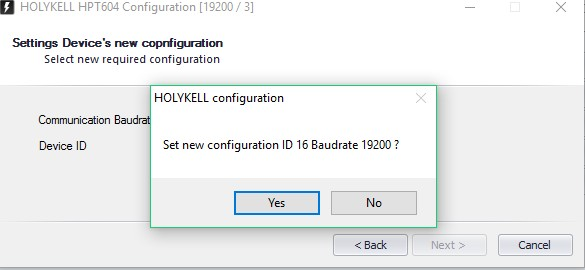 HOLYKELL HPT604 Configuration [19200 / 3]
Settings Device's new copnfiguration
Select new required configuration
HOLYKELL configuration
Communication Baudrat
Device ID
Set new configuration ID 16 Baudrate 19200 ?
Yes No
< Back Next > Cancel